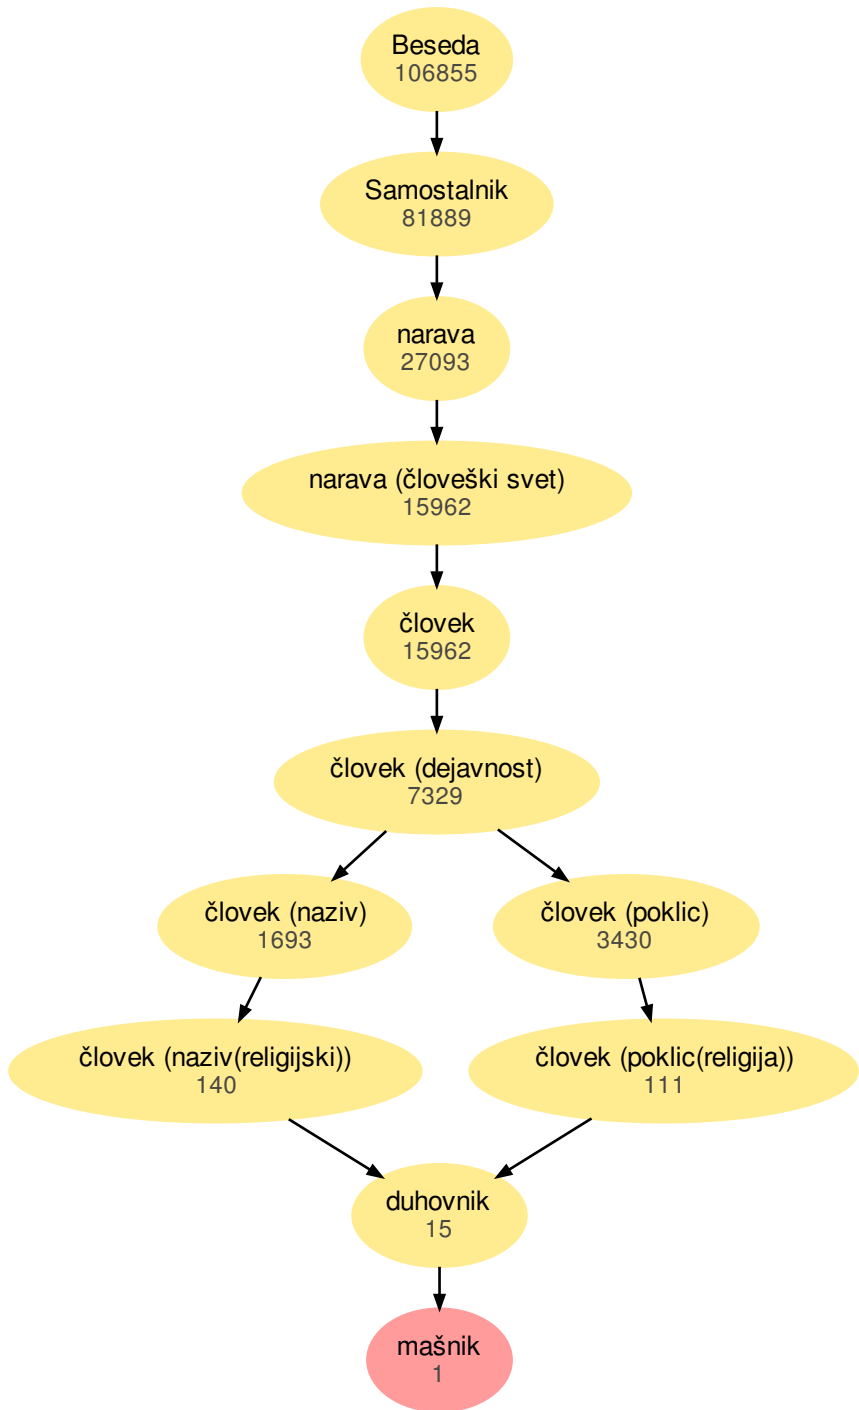 Beseda
106855
Samostalnik
81889
narava
27093
narava (človeški svet)
15962
človek
15962
človek (dejavnost)
7329
človek (naziv)
1693
človek (poklic)
3430
človek (naziv(religijski))
140
človek (poklic(religija))
111
duhovnik
15
mašnik
1